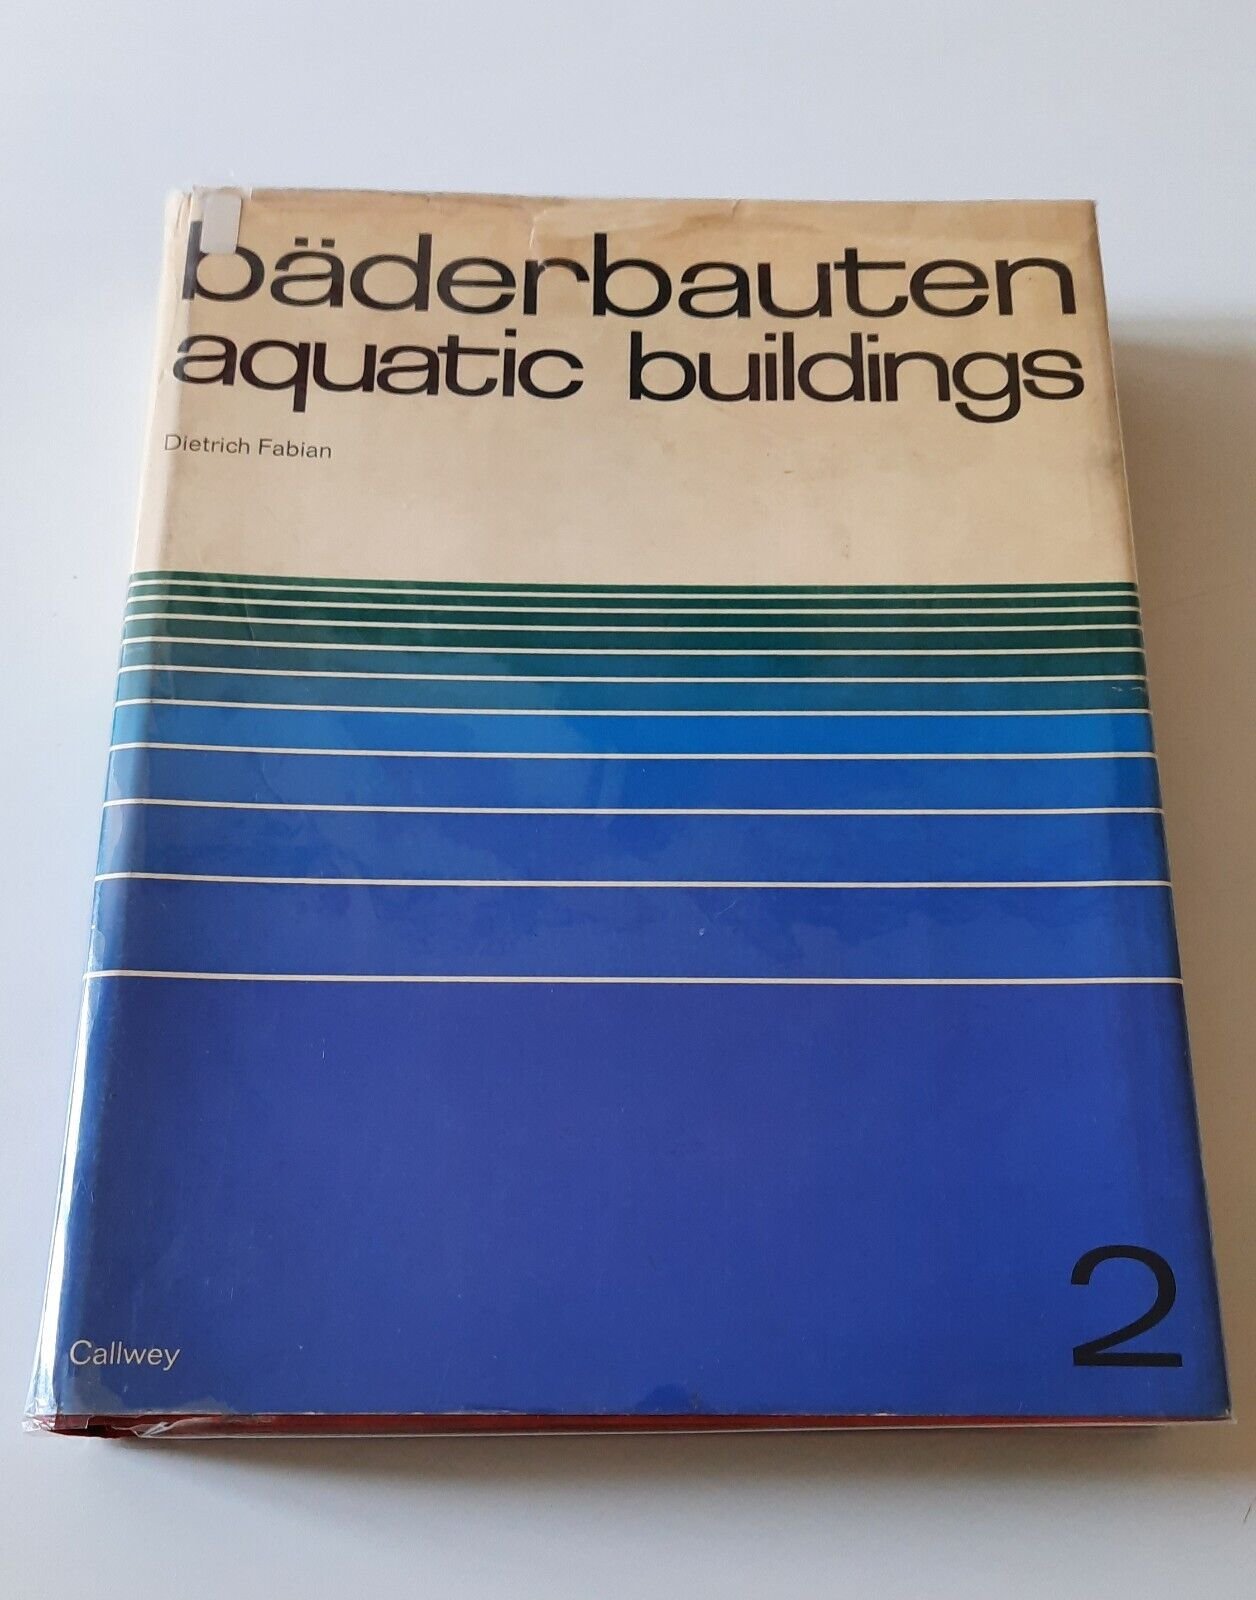 bäderbauten
aquatic buildings
Dietrich Fabian
2
Callwey